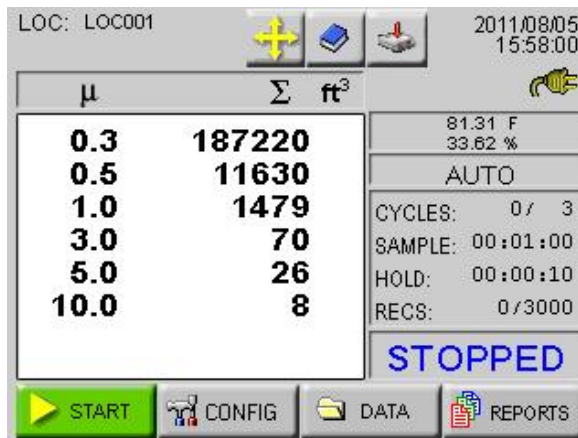 LOC: LOC001
2011/08/05
15:58:00
µ Σ ft³
0.3 187220
0.5 11630
1.0 1479
3.0 70
5.0 26
10.0 8
81.31 F
33.62 %
AUTO
CYCLES: 0/ 3
SAMPLE: 00:01:00
HOLD: 00:00:10
RECS: 0/3000
STOPPED
START CONFIG DATA REPORTS